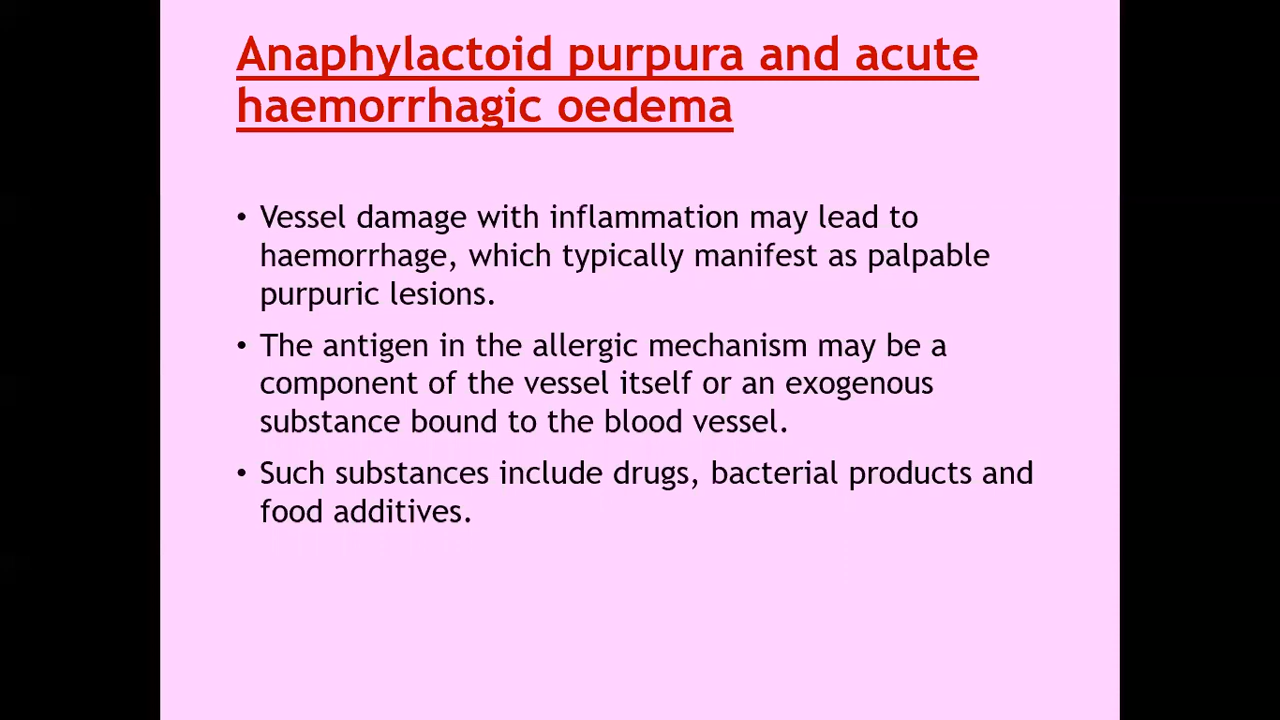 Anaphylactoid purpura and acute
haemorrhagic oedema
• Vessel damage with inflammation may lead to
haemorrhage, which typically manifest as palpable
purpuric lesions.
• The antigen in the allergic mechanism may be a
component of the vessel itself or an exogenous
substance bound to the blood vessel.
• Such substances include drugs, bacterial products and
food additives.